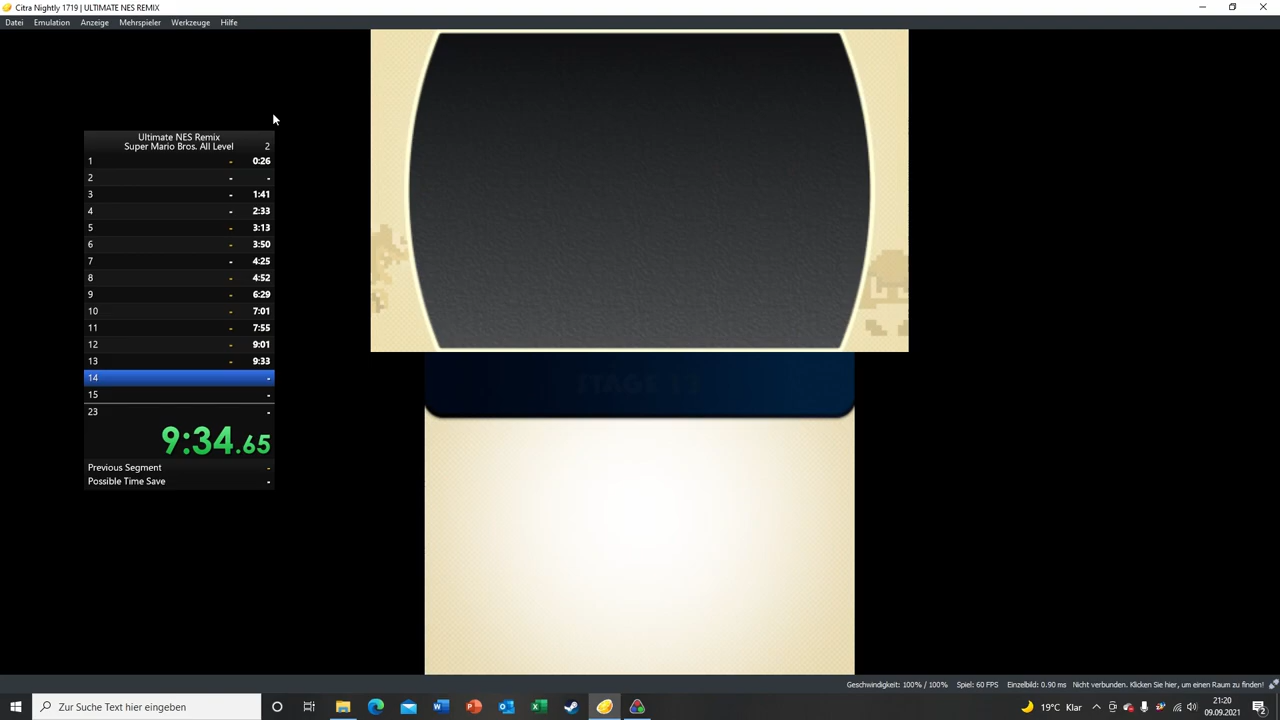 Citra Nightly 1719 | ULTIMATE NES REMIX
Datei Emulation Anzeige Mehrspieler Werkzeuge Hilfe
Ultimate NES Remix
Super Mario Bros. All Level 2
1 - 0:26
2 - -
3 - 1:41
4 - 2:33
5 - 3:13
6 - 3:50
7 - 4:25
8 - 4:52
9 - 6:29
10 - 7:01
11 - 7:55
12 - 9:01
13 - 9:33
14 -
15 -
23 -
9:34.65
Previous Segment -
Possible Time Save -
Geschwindigkeit: 100% / 100% Spiel: 60 FPS Einzelbild: 0.90 ms Nicht verbunden. Klicken Sie hier, um einen Raum zu finden!
Zur Suche Text hier eingeben
19°C Klar
21:20
09.09.2021
2